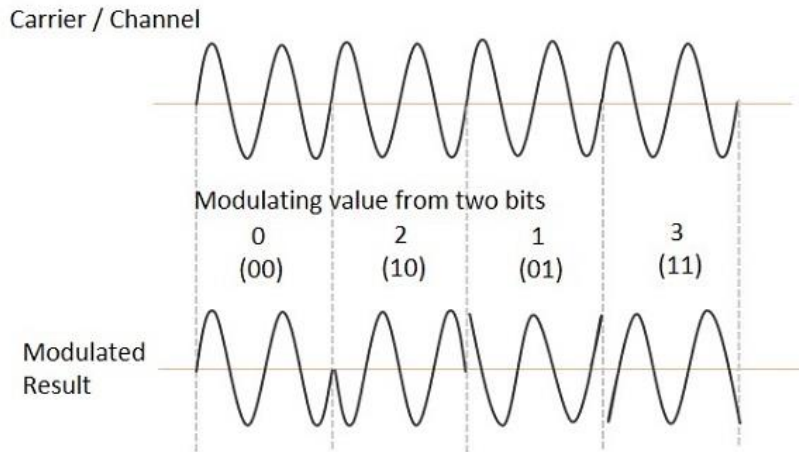 Carrier / Channel
Modulating value from two bits
0 2 1 3
(00) (10) (01) (11)
Modulated
Result